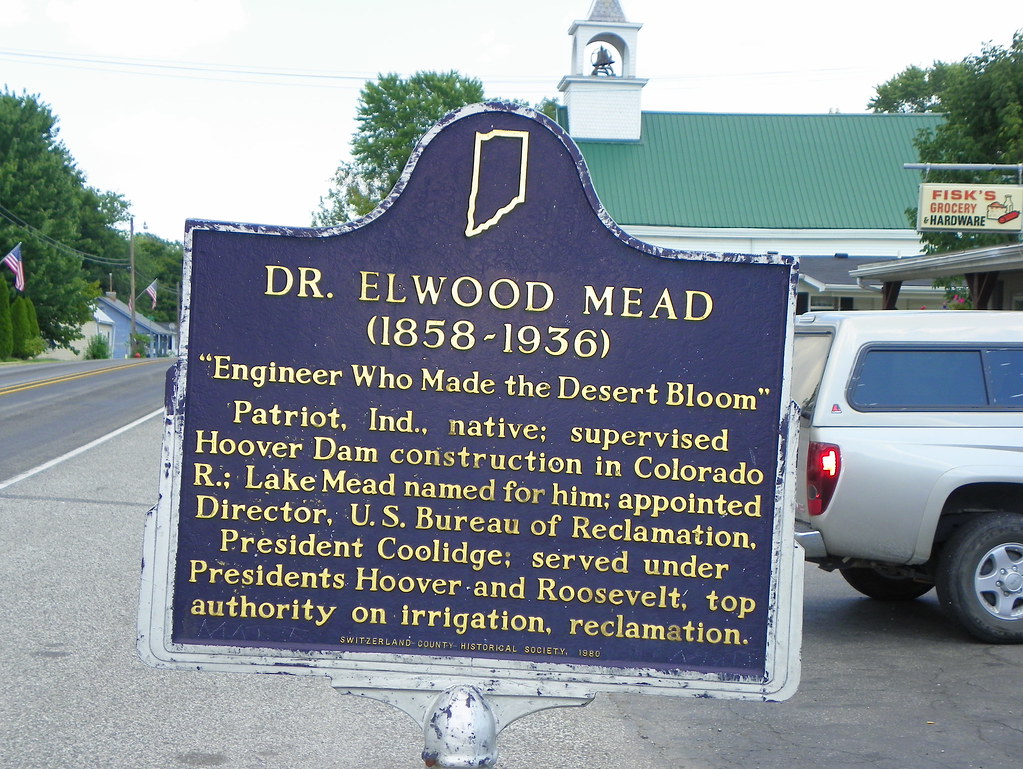 DR. ELWOOD MEAD
(1858-1936)
"Engineer Who Made the Desert Bloom"
Patriot, Ind., native; supervised
Hoover Dam construction in Colorado
R.; Lake Mead named for him; appointed
Director, U.S. Bureau of Reclamation,
President Coolidge; served under
Presidents Hoover and Roosevelt, top
authority on irrigation, reclamation.
SWITZERLAND COUNTY HISTORICAL SOCIETY, 1980
FISK'S
GROCERY
& HARDWARE